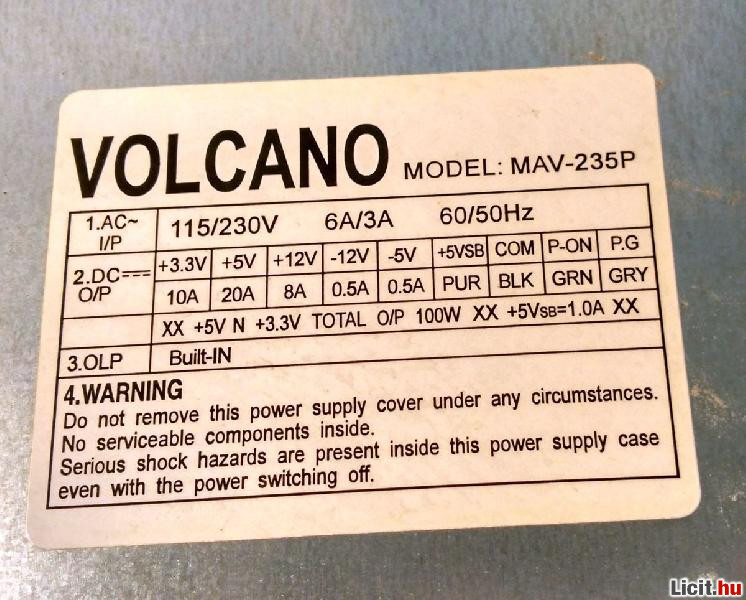 VOLCANO MODEL: MAV-235P
1.AC~ I/P 115/230V 6A/3A 60/50Hz
2.DC O/P +3.3V +5V +12V -12V -5V +5VSB COM P-ON P.G
10A 20A 8A 0.5A 0.5A PUR BLK GRN GRY
XX +5V N +3.3V TOTAL O/P 100W XX +5VSB=1.0A XX
3.OLP Built-IN
4.WARNING
Do not remove this power supply cover under any circumstances.
No serviceable components inside.
Serious shock hazards are present inside this power supply case
even with the power switching off.
Licit.hu